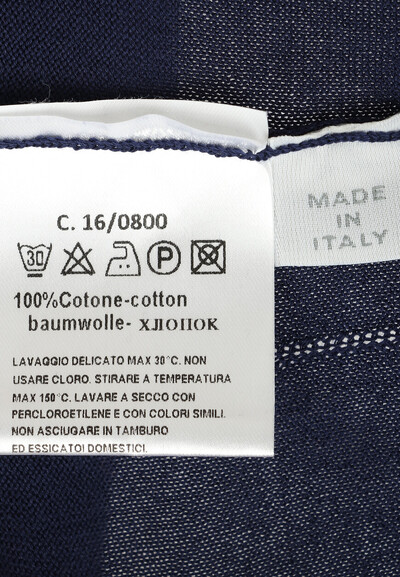 C. 16/0800
30 P
100%Cotone-cotton
baumwolle- хлопок
LAVAGGIO DELICATO MAX 30°C. NON
USARE CLORO. STIRARE A TEMPERATURA
MAX 150°C. LAVARE A SECCO CON
PERCLOROETILENE E CON COLORI SIMILI.
NON ASCIUGARE IN TAMBURO
ED ESSICATOI DOMESTICI.
MADE
IN
ITALY